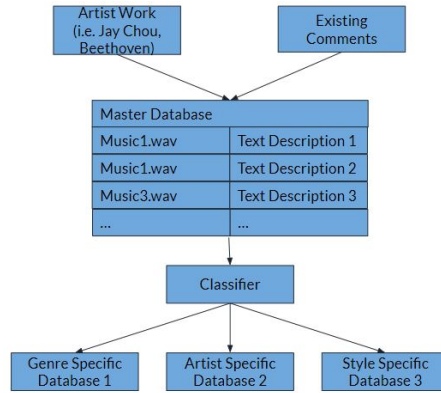 Artist Work
(i.e. Jay Chou,
Beethoven)
Existing
Comments
Master Database
Music1.wav Text Description 1
Music1.wav Text Description 2
Music3.wav Text Description 3
... ...
Classifier
Genre Specific
Database 1
Artist Specific
Database 2
Style Specific
Database 3